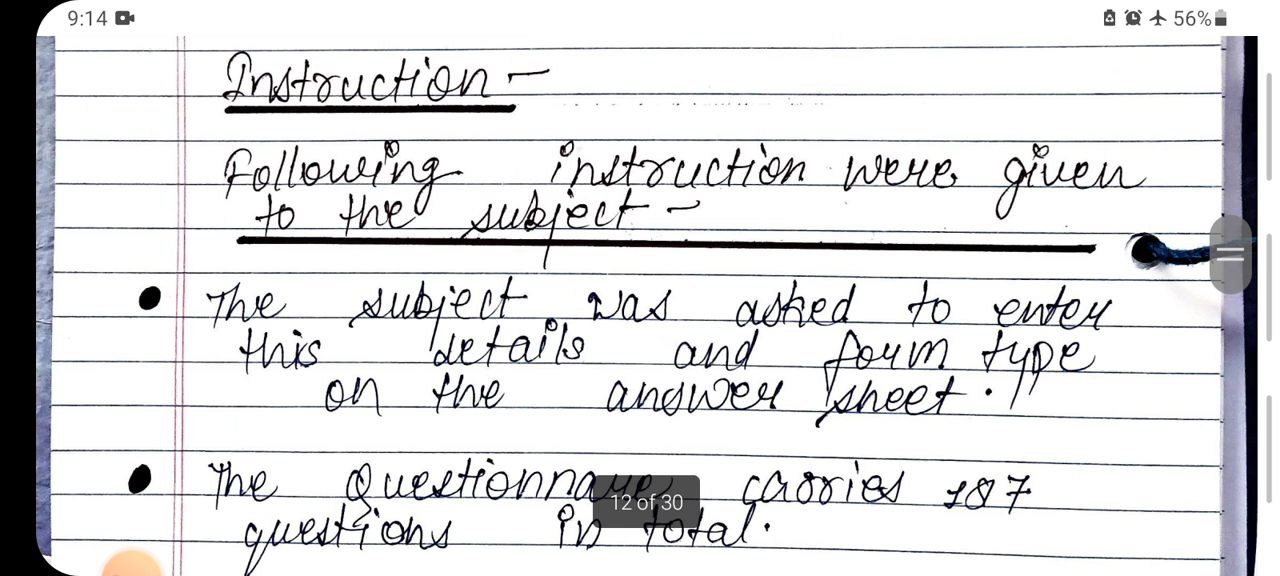 9:14
56%
Instruction -
Following instruction were given
to the subject -
The subject was asked to enter
this details and form type
on the answer sheet.
The Questionnaye carries 187
12 of 30
questions in total.